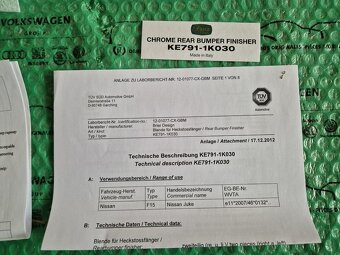 VOLKSWAGEN
CHROME REAR BUMPER FINISHER
KE791-1K030
Made in Italy
ANLAGE ZU LABORBERICHT-NR. 12-01077-CX-GBM SEITE 1 VON 5
TÜV SÜD Automotive GmbH
Daimlerstraße 11
D-85748 Garching
Laborbericht/identification-no: 12-01077-CX-GBM
Hersteller / manufacturer:
Art / kind: Blende für Heckstossfänger / Rear Bumper Finisher
Typ / type: KE791-1K030
Anlage / Attachment / 17.12.2012
Technische Beschreibung KE791-1K030
Technical description KE791-1K030
A: Verwendungsbereich / Range of use
Fahrzeug-Herst. Typ Handelsbezeichnung EG-BE-Nr.
Vehicle-manuf. Type Commercial name WVTA
Nissan F15 Nissan Juke e11*2007/46*0132*..
B: Technische Daten / Technical data:
Blende für Heckstossfänger /